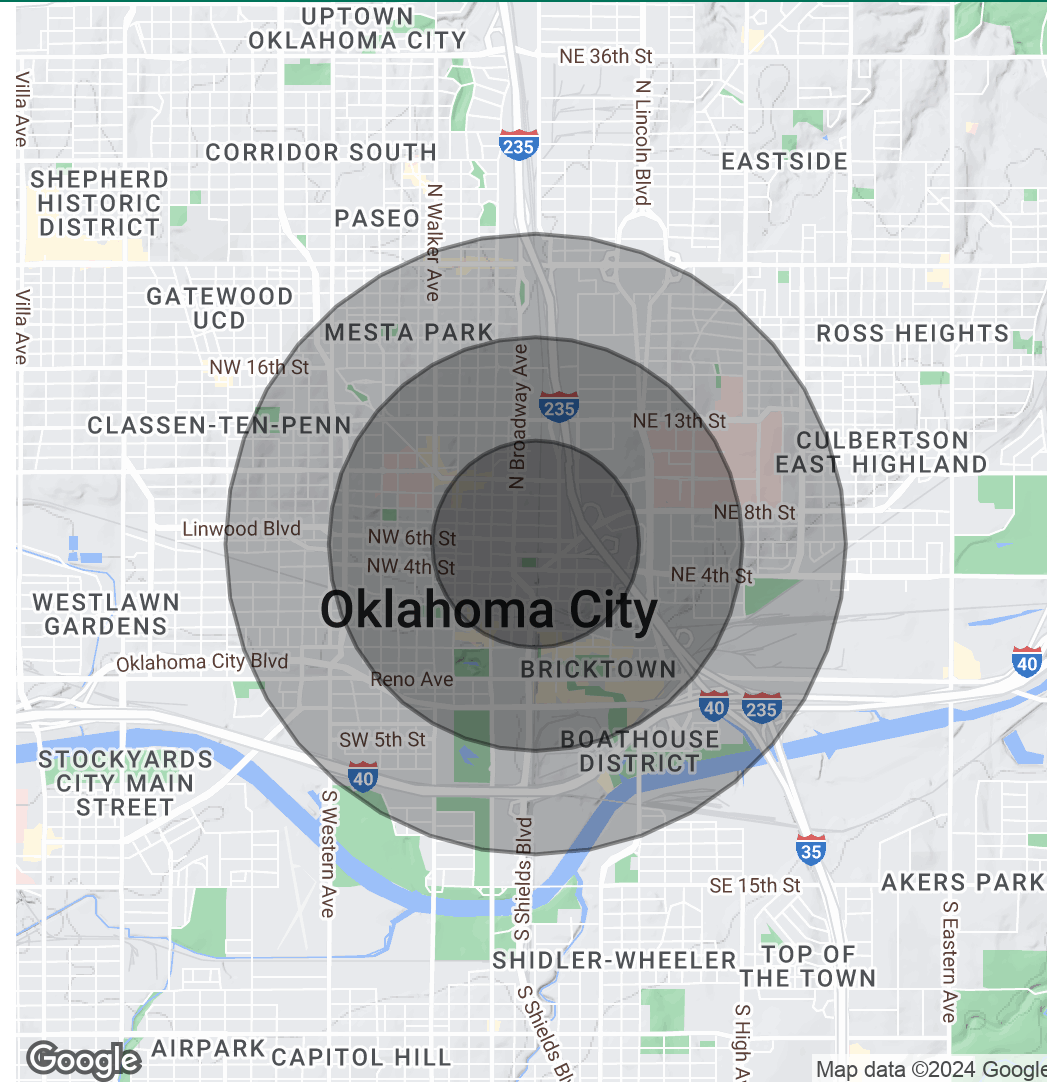 UPTOWN
OKLAHOMA CITY
NE 36th St
Villa Ave
N Lincoln Blvd
235
CORRIDOR SOUTH
EASTSIDE
SHEPHERD
HISTORIC
DISTRICT
N Walker Ave
PASEO
GATEWOOD
UCD
Villa Ave
MESTA PARK
ROSS HEIGHTS
NW 16th St
N Broadway Ave
235
CLASSEN-TEN-PENN
NE 13th St
CULBERTSON
EAST HIGHLAND
Linwood Blvd
NW 6th St
NE 8th St
NW 4th St
NE 4th St
WESTLAWN
GARDENS
Oklahoma City
Oklahoma City Blvd
BRICKTOWN
40
Reno Ave
40
235
SW 5th St
BOATHOUSE
DISTRICT
STOCKYARDS
CITY MAIN
STREET
40
S Western Ave
S Shields Blvd
35
SE 15th St
AKERS PARK
S Eastern Ave
SHIDLER-WHEELER
TOP OF
THE TOWN
S Shields Blv
S High A
Google
AIRPARK
CAPITOL HILL
Map data ©2024 Google